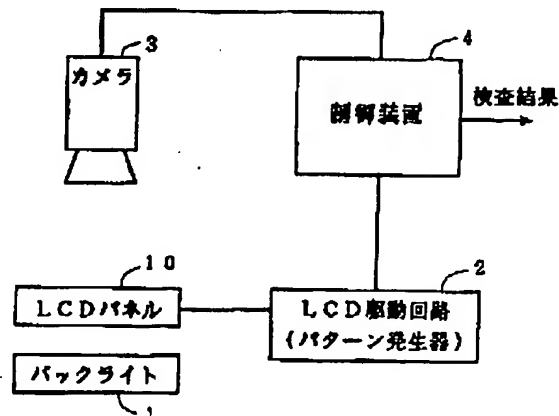 3
カメラ
4
制御装置
検査結果
10
LCDパネル
2
LCD駆動回路
(パターン発生器)
バックライト
1